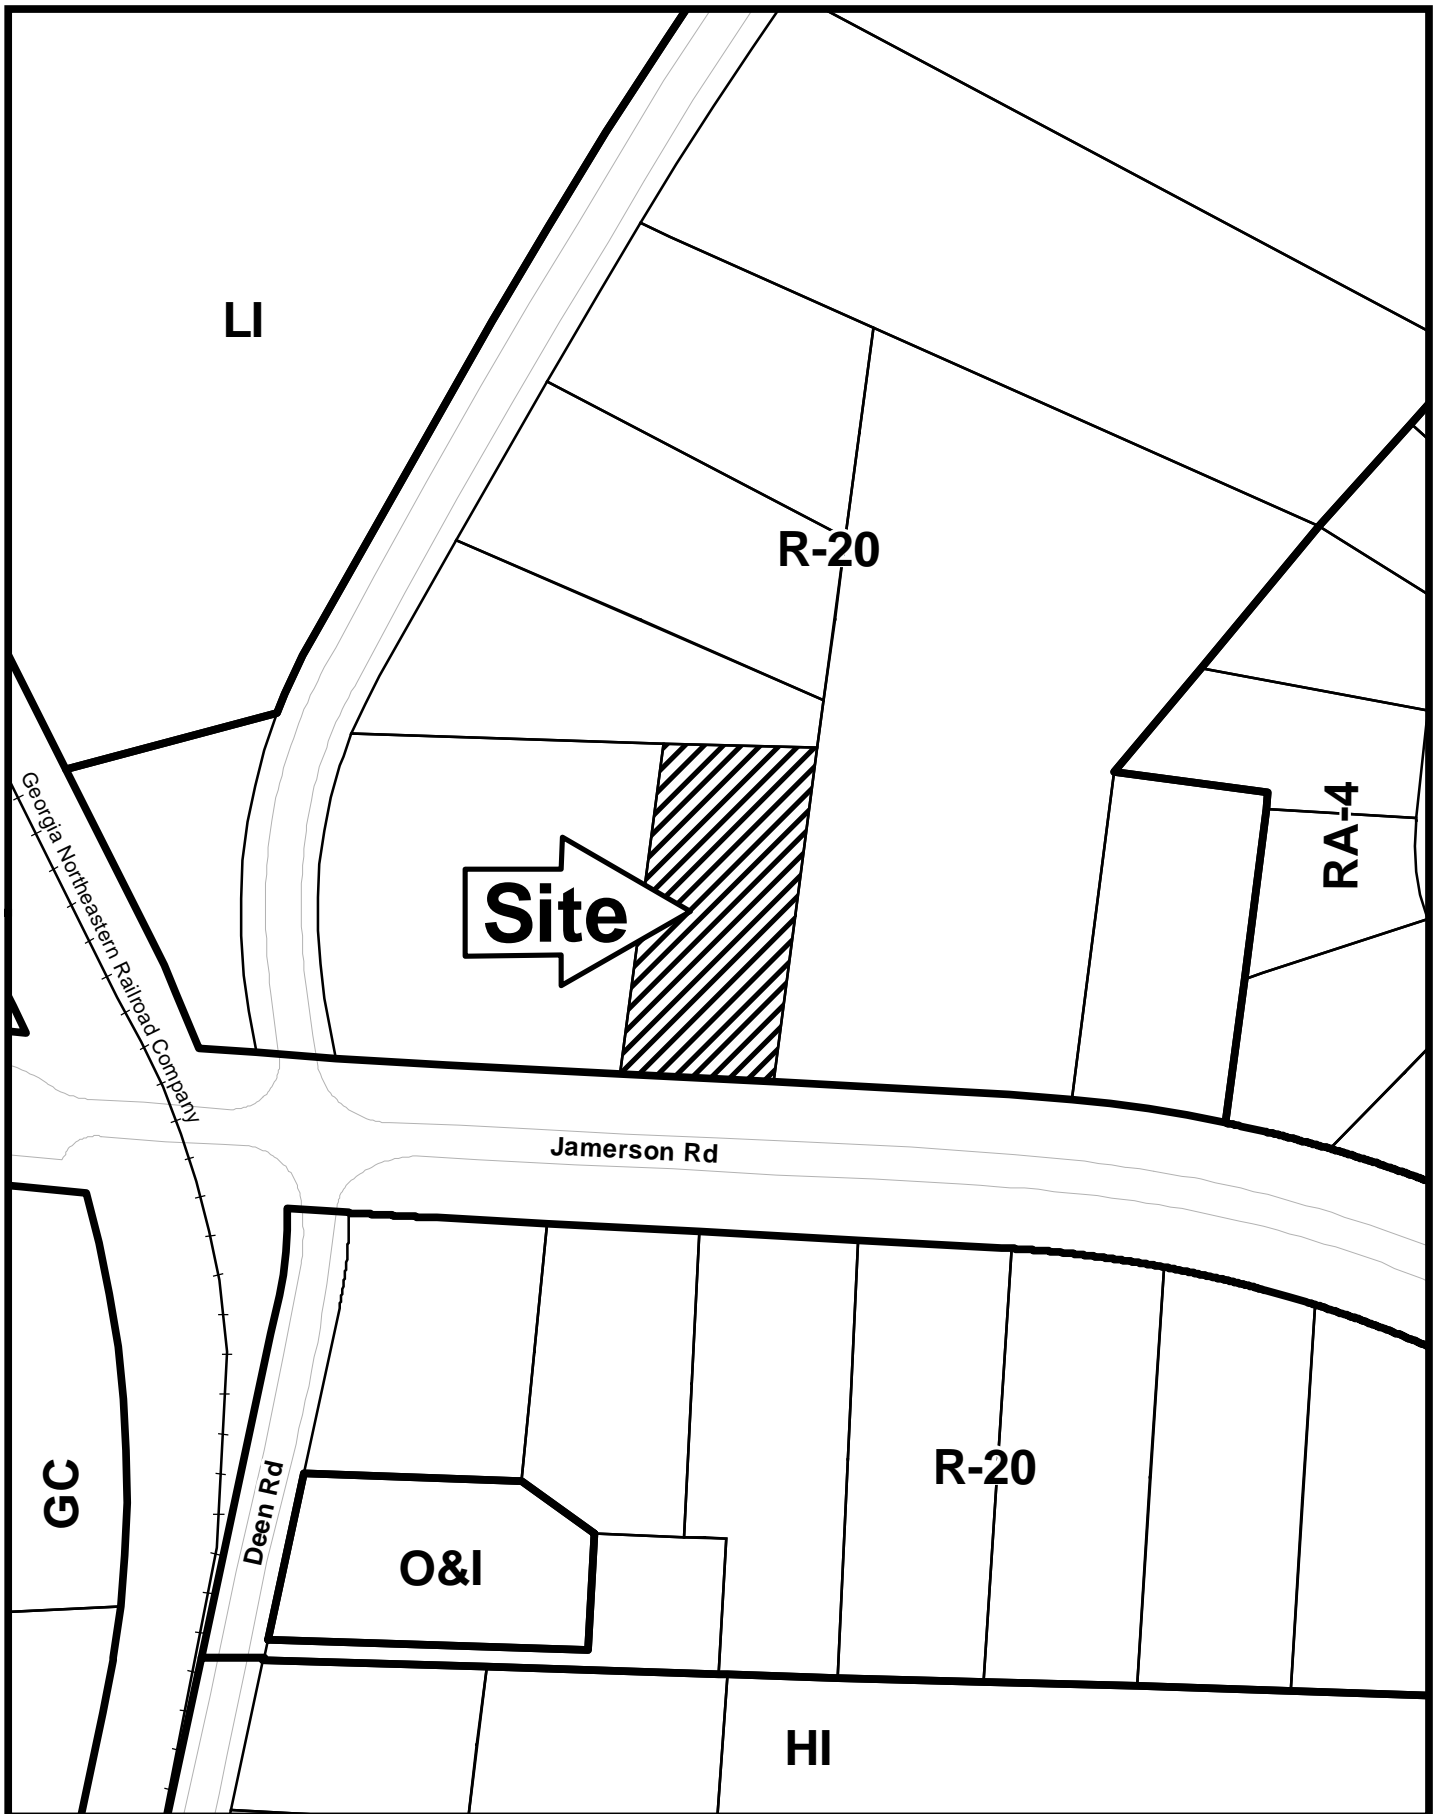 LI
R-20
RA-4
Georgia Northeastern Railroad Company
Site
Jamerson Rd
GC
Deen Rd
R-20
O&I
HI